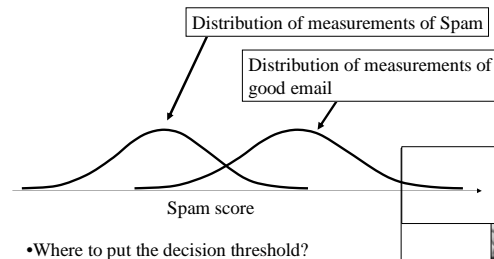 Distribution of measurements of Spam
Distribution of measurements of
good email
Spam score
•Where to put the decision threshold?